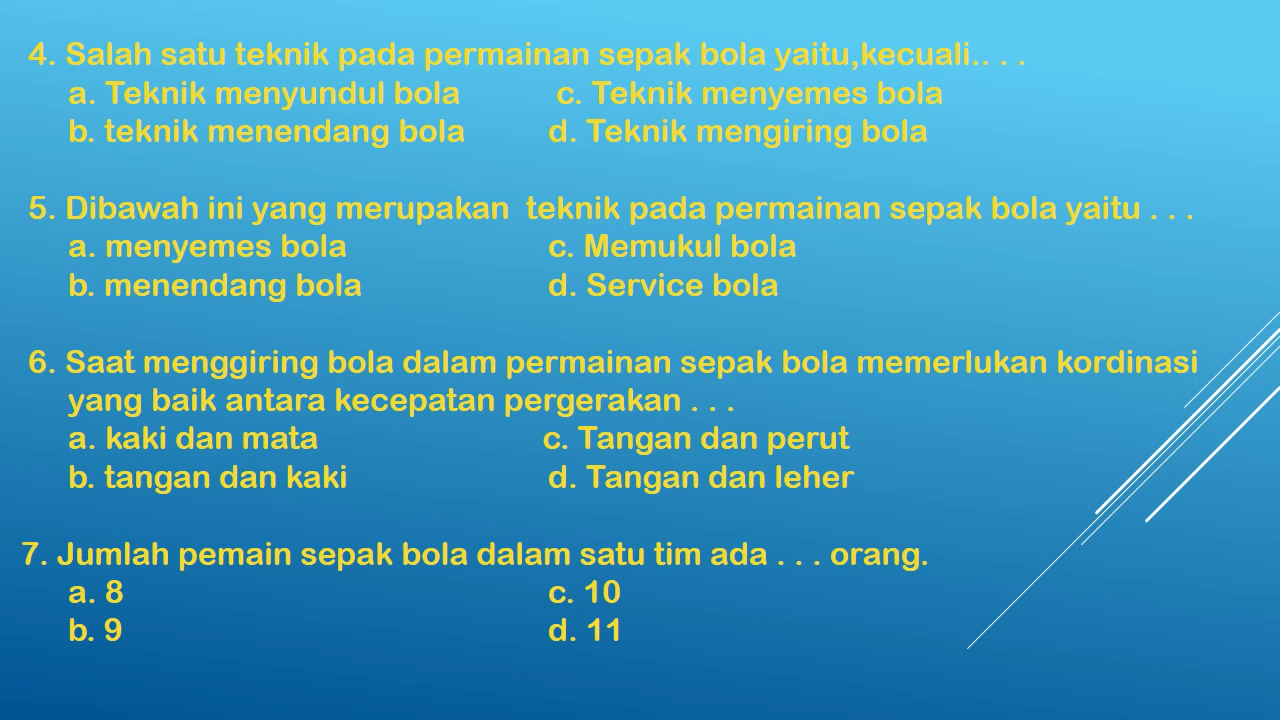 4. Salah satu teknik pada permainan sepak bola yaitu,kecuali.. . .
a. Teknik menyundul bola c. Teknik menyemes bola
b. teknik menendang bola d. Teknik mengiring bola
5. Dibawah ini yang merupakan teknik pada permainan sepak bola yaitu . . .
a. menyemes bola c. Memukul bola
b. menendang bola d. Service bola
6. Saat menggiring bola dalam permainan sepak bola memerlukan kordinasi
yang baik antara kecepatan pergerakan . . .
a. kaki dan mata c. Tangan dan perut
b. tangan dan kaki d. Tangan dan leher
7. Jumlah pemain sepak bola dalam satu tim ada . . . orang.
a. 8 c. 10
b. 9 d. 11